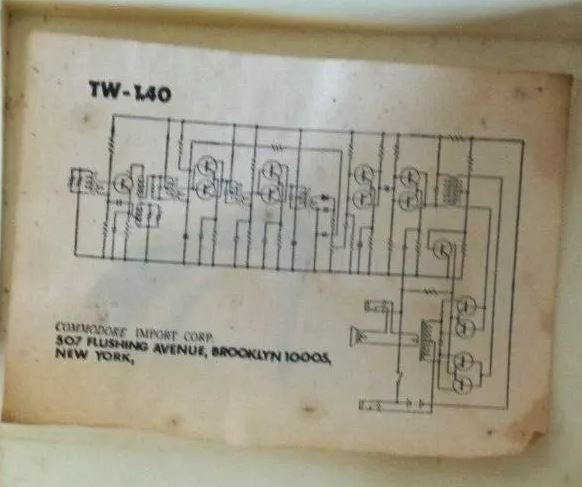 TW-140
COMMODORE IMPORT CORP.
507 FLUSHING AVENUE, BROOKLYN 10005,
NEW YORK,